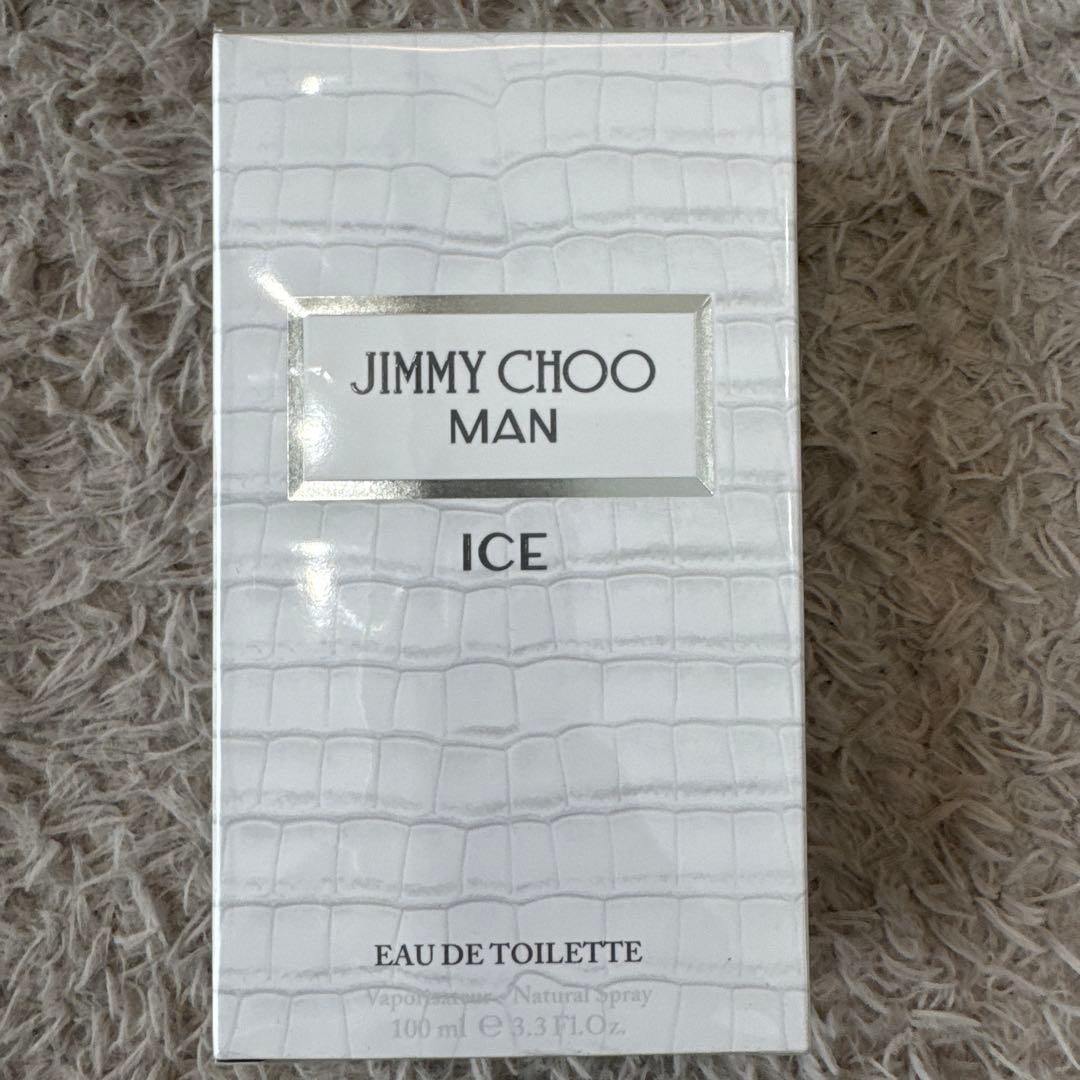 JIMMY CHOO
MAN
ICE
EAU DE TOILETTE
Vaporisateur - Natural Spray
100 ml ℮ 3.3 Fl.Oz.